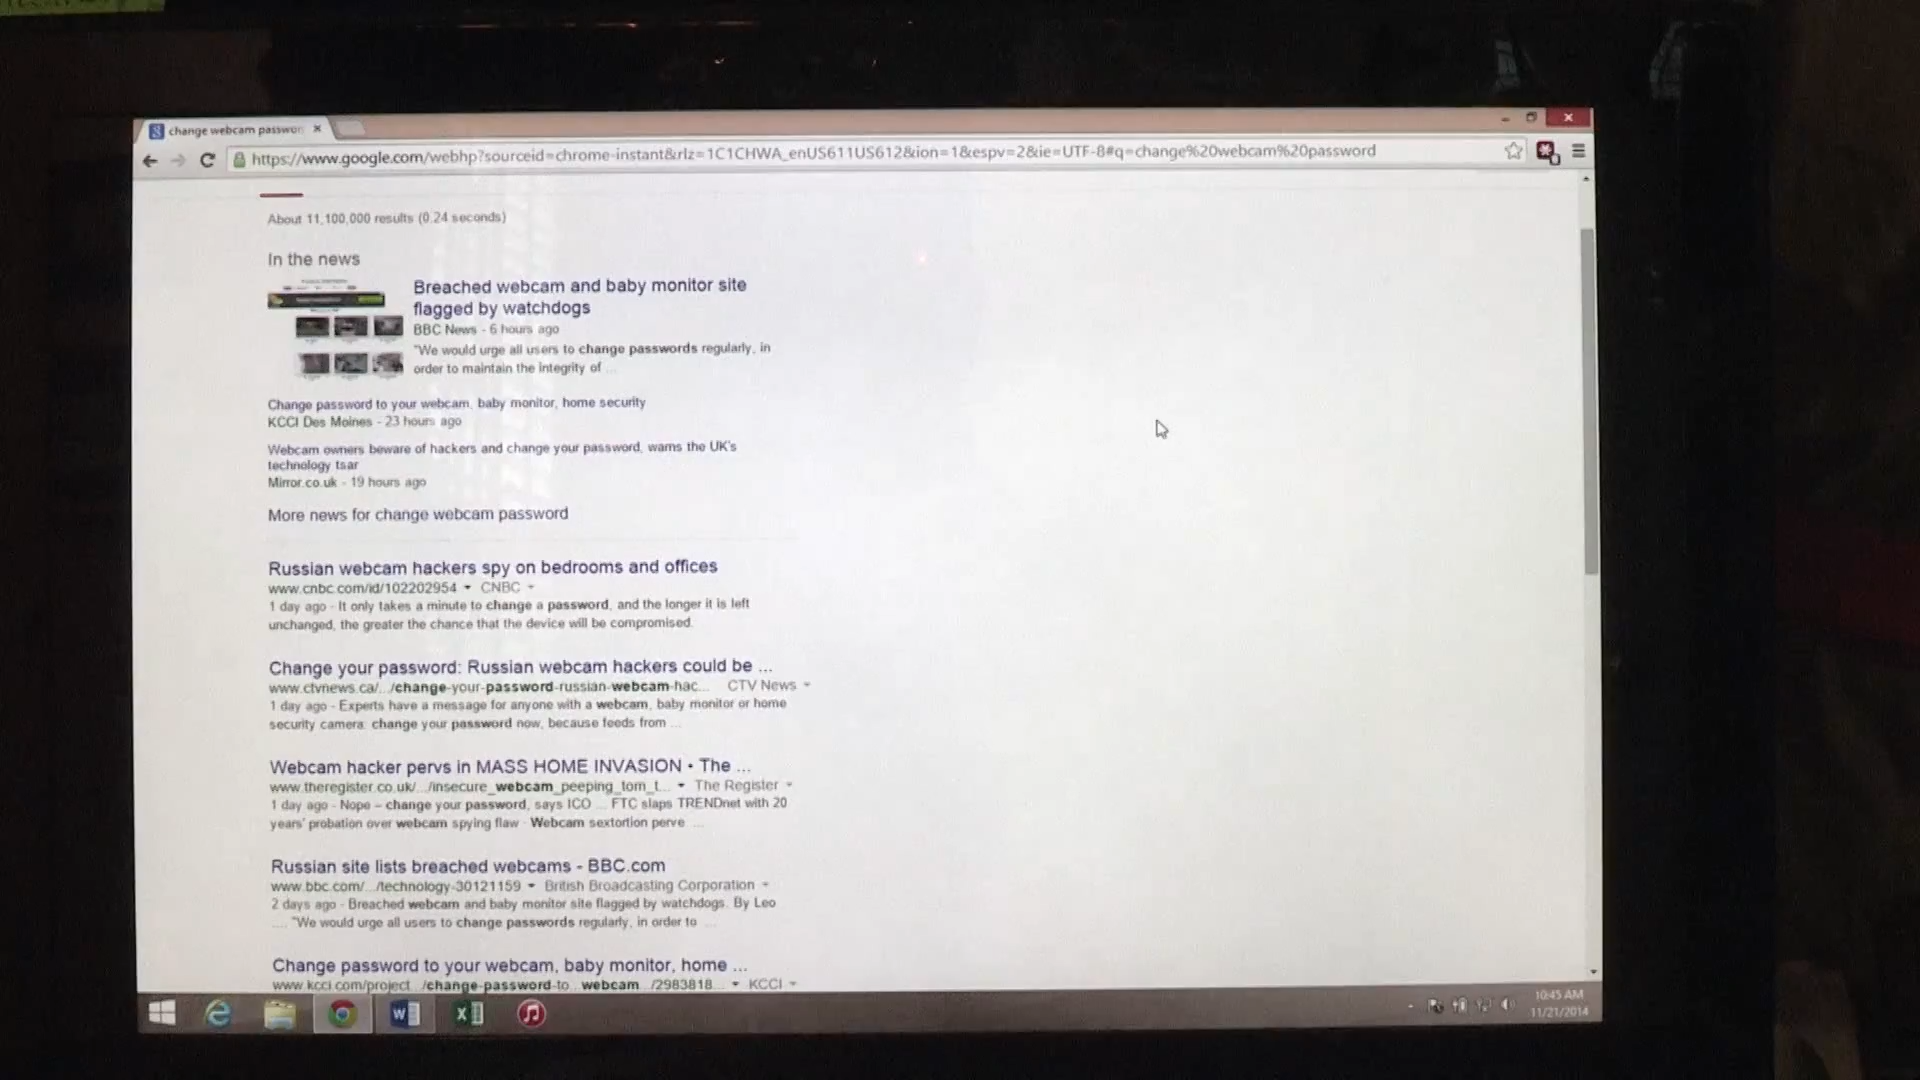 change webcam passwor
https://www.google.com/webhp?sourceid=chrome-instant&rlz=1C1CHWA_enUS611US612&ion=1&espv=2&ie=UTF-8#q=change%20webcam%20password
About 11,100,000 results (0.24 seconds)
In the news
Breached webcam and baby monitor site
flagged by watchdogs
BBC News - 6 hours ago
"We would urge all users to change passwords regularly, in
order to maintain the integrity of ...
Change password to your webcam, baby monitor, home security
KCCI Des Moines - 23 hours ago
Webcam owners beware of hackers and change your password, warns the UK's
technology tsar
Mirror.co.uk - 19 hours ago
More news for change webcam password
Russian webcam hackers spy on bedrooms and offices
www.cnbc.com/id/102202954 CNBC
1 day ago - It only takes a minute to change a password, and the longer it is left
unchanged, the greater the chance that the device will be compromised.
Change your password: Russian webcam hackers could be ...
www.ctvnews.ca/.../change-your-password-russian-webcam-hac... CTV News
1 day ago - Experts have a message for anyone with a webcam, baby monitor or home
security camera: change your password now, because feeds from ...
Webcam hacker pervs in MASS HOME INVASION • The ...
www.theregister.co.uk/.../insecure_webcam_peeping_tom_t... The Register
1 day ago - Nope – change your password, says ICO ... FTC slaps TRENDnet with 20
years' probation over webcam spying flaw · Webcam sextortion perve ...
Russian site lists breached webcams - BBC.com
www.bbc.com/.../technology-30121159 British Broadcasting Corporation
2 days ago - Breached webcam and baby monitor site flagged by watchdogs. By Leo
.... "We would urge all users to change passwords regularly, in order to ...
Change password to your webcam, baby monitor, home ...
www.kcci.com/project.../change-password-to...webcam.../2983818... KCCI
10:45 AM
11/21/2014